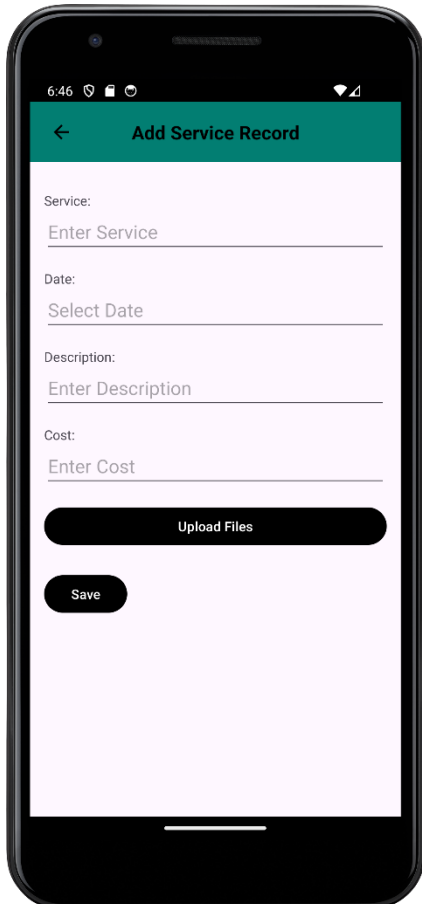 6:46
Add Service Record
Service:
Enter Service
Date:
Select Date
Description:
Enter Description
Cost:
Enter Cost
Upload Files
Save